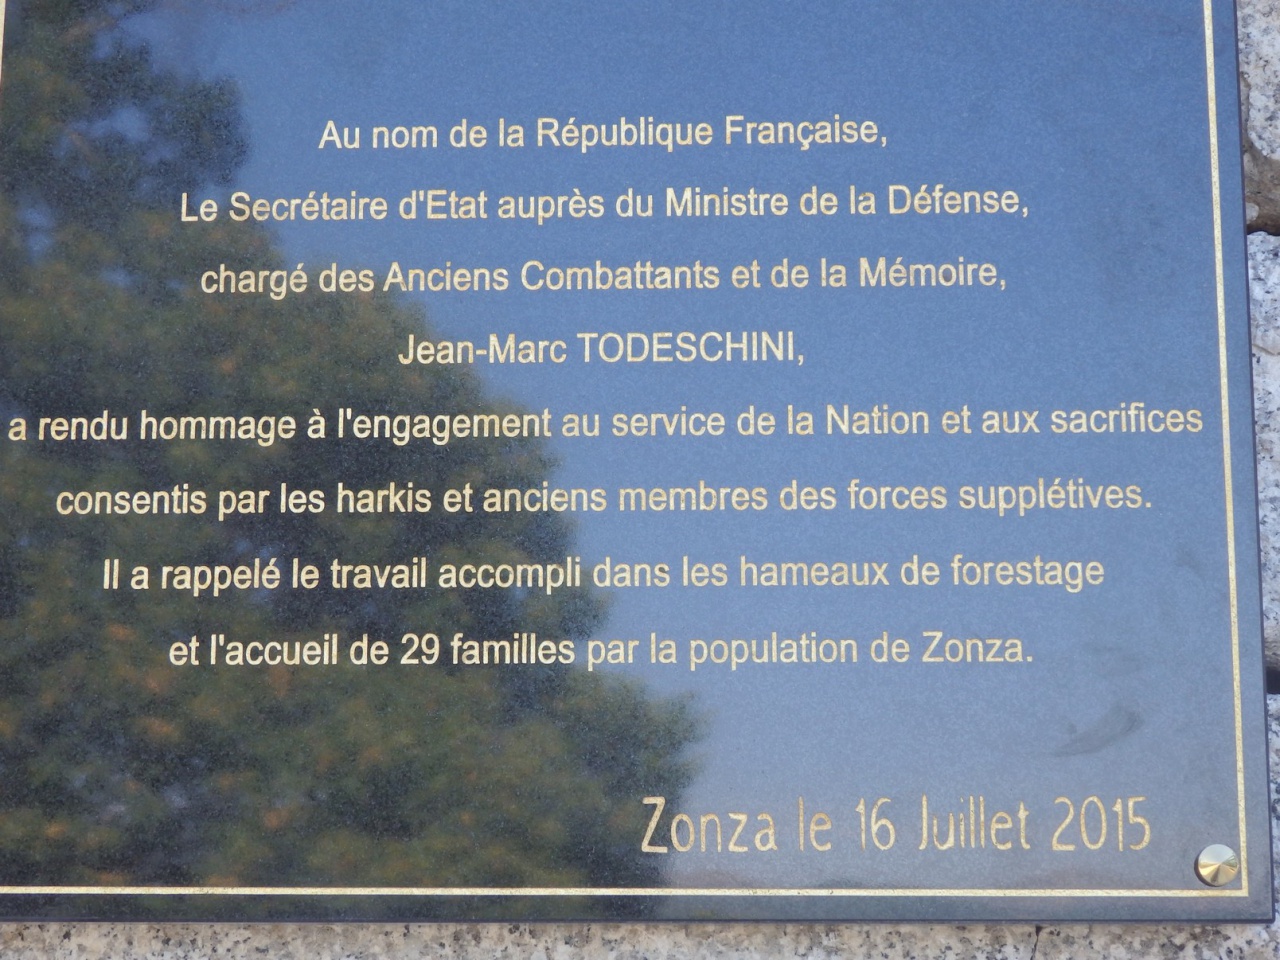 Au nom de la République Française,
Le Secrétaire d'Etat auprès du Ministre de la Défense,
chargé des Anciens Combattants et de la Mémoire,
Jean-Marc TODESCHINI,
a rendu hommage à l'engagement au service de la Nation et aux sacrifices
consentis par les harkis et anciens membres des forces supplétives.
Il a rappelé le travail accompli dans les hameaux de forestage
et l'accueil de 29 familles par la population de Zonza.
Zonza le 16 Juillet 2015